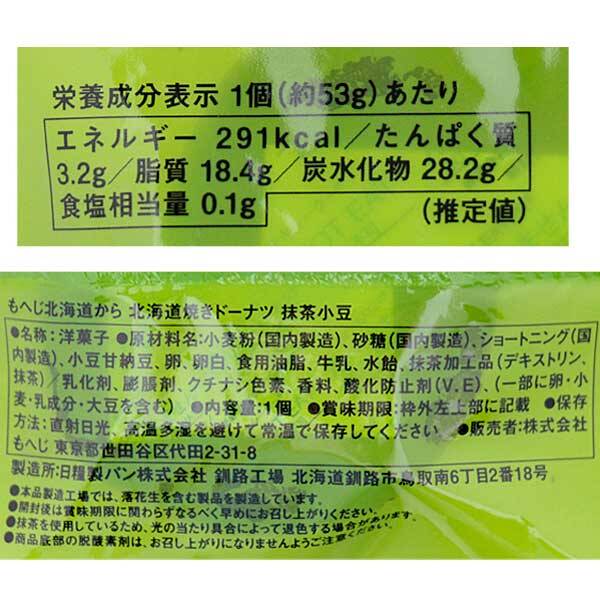 栄養成分表示 1個(約53g)あたり
エネルギー 291kcal/たんぱく質
3.2g/脂質 18.4g/炭水化物 28.2g/
食塩相当量 0.1g (推定値)
もへじ北海道から 北海道焼きドーナツ 抹茶小豆
●名称:洋菓子 ●原材料名:小麦粉(国内製造)、砂糖(国内製造)、ショートニング(国
内製造)、小豆甘納豆、卵、卵白、食用油脂、牛乳、水飴、抹茶加工品(デキストリン、
抹茶)/乳化剤、膨脹剤、クチナシ色素、香料、酸化防止剤(V.E)、(一部に卵・小
麦・乳成分・大豆を含む) ●内容量:1個 ●賞味期限:枠外左上部に記載 ●保存
方法:直射日光、高温多湿を避けて常温で保存してください。 ●販売者:株式会社
もへじ 東京都世田谷区代田2-31-8
製造所:日糧製パン株式会社 釧路工場 北海道釧路市鳥取南6丁目2番18号
●本品製造工場では、落花生を含む製品を製造しています。
●開封後は賞味期限に関わらずなるべく早めにお召し上がりください。
●抹茶を使用しているため、光の当たり具合によって退色する場合があります。
●商品底部の脱酸素剤は、お召し上がりになりませんようご注意ください。